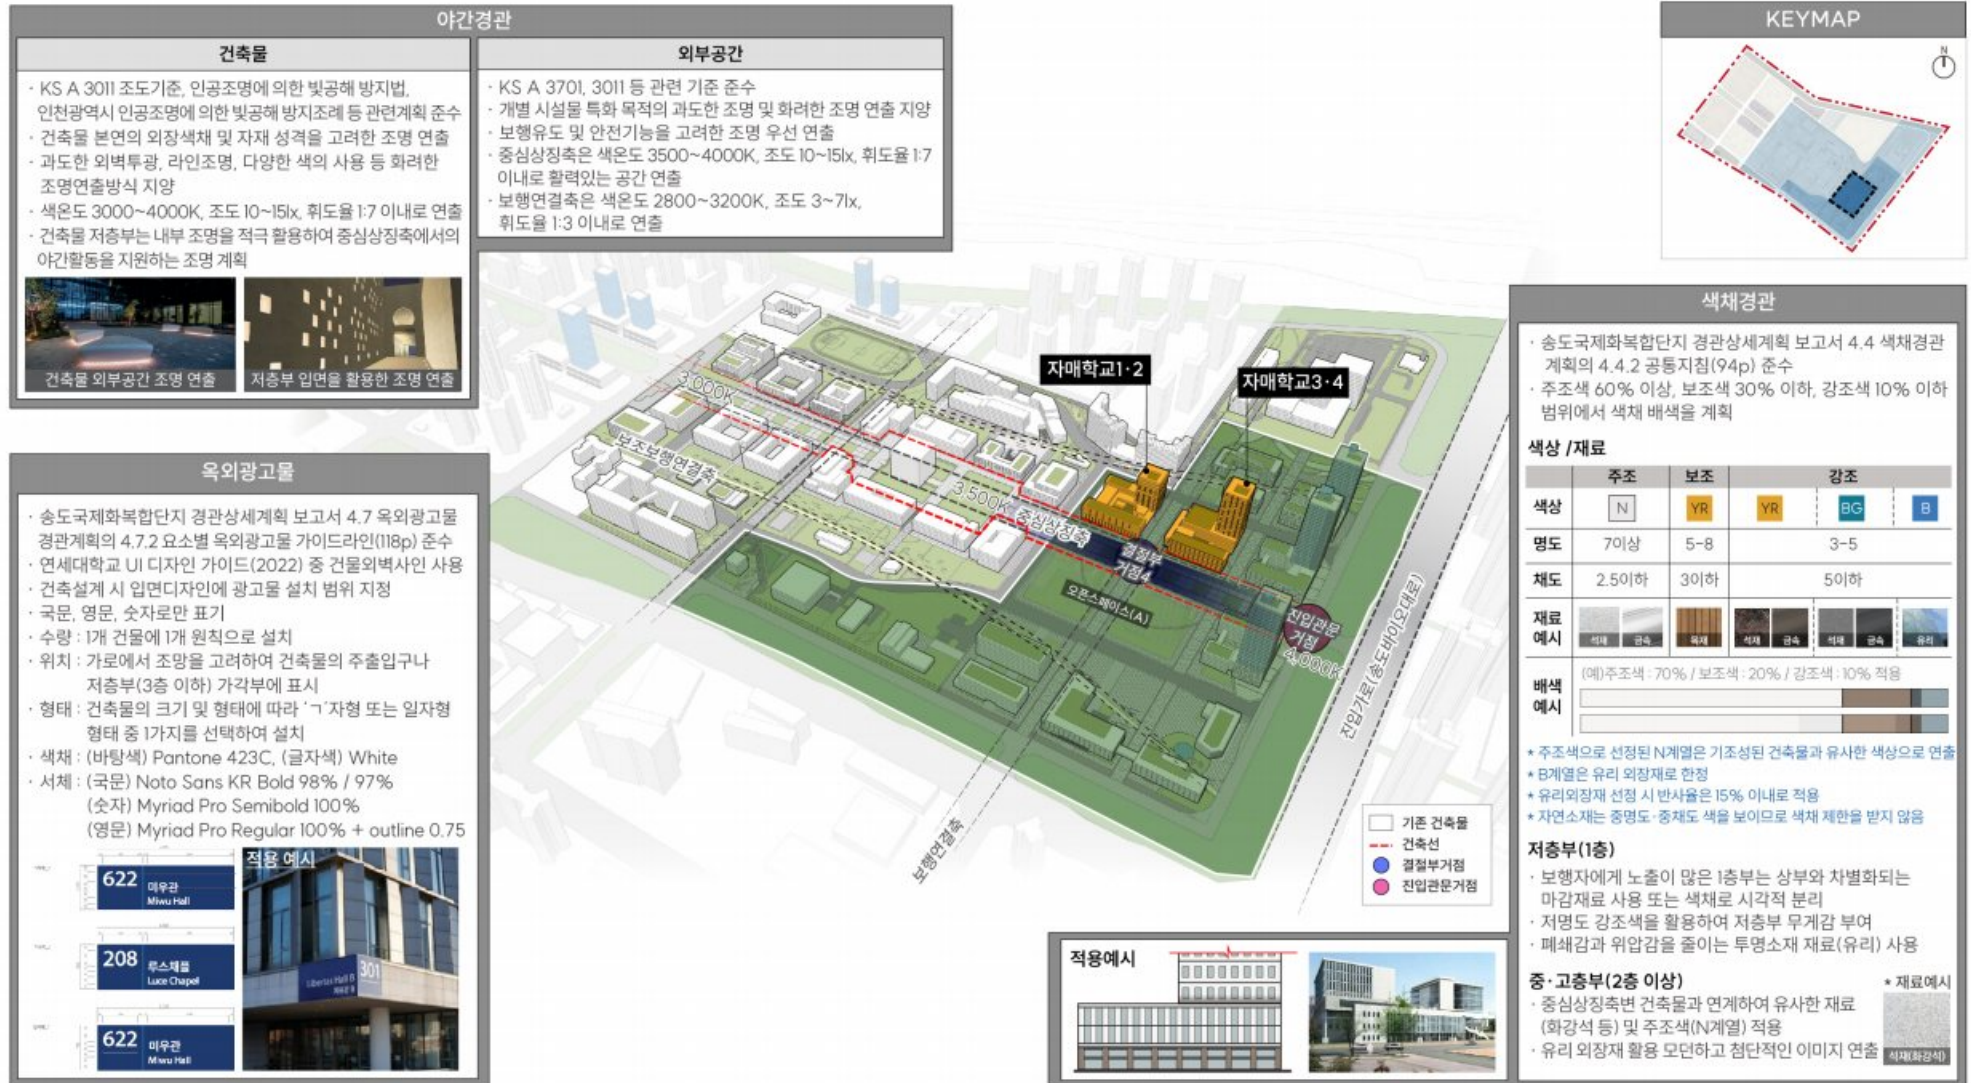 야간경관
건축물
· KS A 3011 조도기준, 인공조명에 의한 빛공해 방지법,
인천광역시 인공조명에 의한 빛공해 방지조례 등 관련계획 준수
· 건축물 본연의 외장색채 및 자재 성격을 고려한 조명 연출
· 과도한 외벽투광, 라인조명, 다양한 색의 사용 등 화려한
조명연출방식 지양
· 색온도 3000~4000K, 조도 10~15lx, 휘도율 1:7 이내로 연출
· 건축물 저층부는 내부 조명을 적극 활용하여 중심상징축에서의
야간활동을 지원하는 조명 계획
건축물 외부공간 조명 연출
저층부 입면을 활용한 조명 연출
외부공간
· KS A 3701, 3011 등 관련 기준 준수
· 개별 시설물 특화 목적의 과도한 조명 및 화려한 조명 연출 지양
· 보행유도 및 안전기능을 고려한 조명 우선 연출
· 중심상징축은 색온도 3500~4000K, 조도 10~15lx, 휘도율 1:7
이내로 활력있는 공간 연출
· 보행연결축은 색온도 2800~3200K, 조도 3~7lx,
휘도율 1:3 이내로 연출
KEYMAP
N
옥외광고물
· 송도국제화복합단지 경관상세계획 보고서 4.7 옥외광고물
경관계획의 4.7.2 요소별 옥외광고물 가이드라인(118p) 준수
· 연세대학교 UI 디자인 가이드(2022) 중 건물외벽사인 사용
· 건축설계 시 입면디자인에 광고물 설치 범위 지정
· 국문, 영문, 숫자로만 표기
· 수량 : 1개 건물에 1개 원칙으로 설치
· 위치 : 가로에서 조망을 고려하여 건축물의 주출입구나
저층부(3층 이하) 가각부에 표시
· 형태 : 건축물의 크기 및 형태에 따라 'ㄱ'자형 또는 일자형
형태 중 1가지를 선택하여 설치
· 색채 : (바탕색) Pantone 423C, (글자색) White
· 서체 : (국문) Noto Sans KR Bold 98% / 97%
(숫자) Myriad Pro Semibold 100%
(영문) Myriad Pro Regular 100% + outline 0.75
622 미우관
Miwu Hall
208 루스채플
Luce Chapel
622 미우관
Miwu Hall
적용 예시
Libertas Hall B
301
자매학교1·2
자매학교3·4
3,000K
보조보행연결축
3,500K
중심상징축
결절부
거점4
오픈스페이스(A)
진입관문
거점
4,000K
진입가로(송도바이오대로)
보행연결축
기존 건축물
건축선
결절부거점
진입관문거점
적용예시
색채경관
· 송도국제화복합단지 경관상세계획 보고서 4.4 색채경관
계획의 4.4.2 공통지침(94p) 준수
· 주조색 60% 이상, 보조색 30% 이하, 강조색 10% 이하
범위에서 색채 배색을 계획
색상 /재료
주조 보조 강조
색상 N YR YR BG B
명도 7이상 5-8 3-5
채도 2.5이하 3이하 5이하
재료
예시
석재 금속 목재 석재 금속 석재 금속 유리
배색
예시
(예)주조색 : 70% / 보조색 : 20% / 강조색 : 10% 적용
* 주조색으로 선정된 N계열은 기조성된 건축물과 유사한 색상으로 연출
* B계열은 유리 외장재로 한정
* 유리외장재 선정 시 반사율은 15% 이내로 적용
* 자연소재는 중명도·중채도 색을 보이므로 색채 제한을 받지 않음
저층부(1층)
· 보행자에게 노출이 많은 1층부는 상부와 차별화되는
마감재료 사용 또는 색채로 시각적 분리
· 저명도 강조색을 활용하여 저층부 무게감 부여
· 폐쇄감과 위압감을 줄이는 투명소재 재료(유리) 사용
중·고층부(2층 이상)
· 중심상징축변 건축물과 연계하여 유사한 재료
(화강석 등) 및 주조색(N계열) 적용
· 유리 외장재 활용 모던하고 첨단적인 이미지 연출
* 재료예시
석재(화강석)